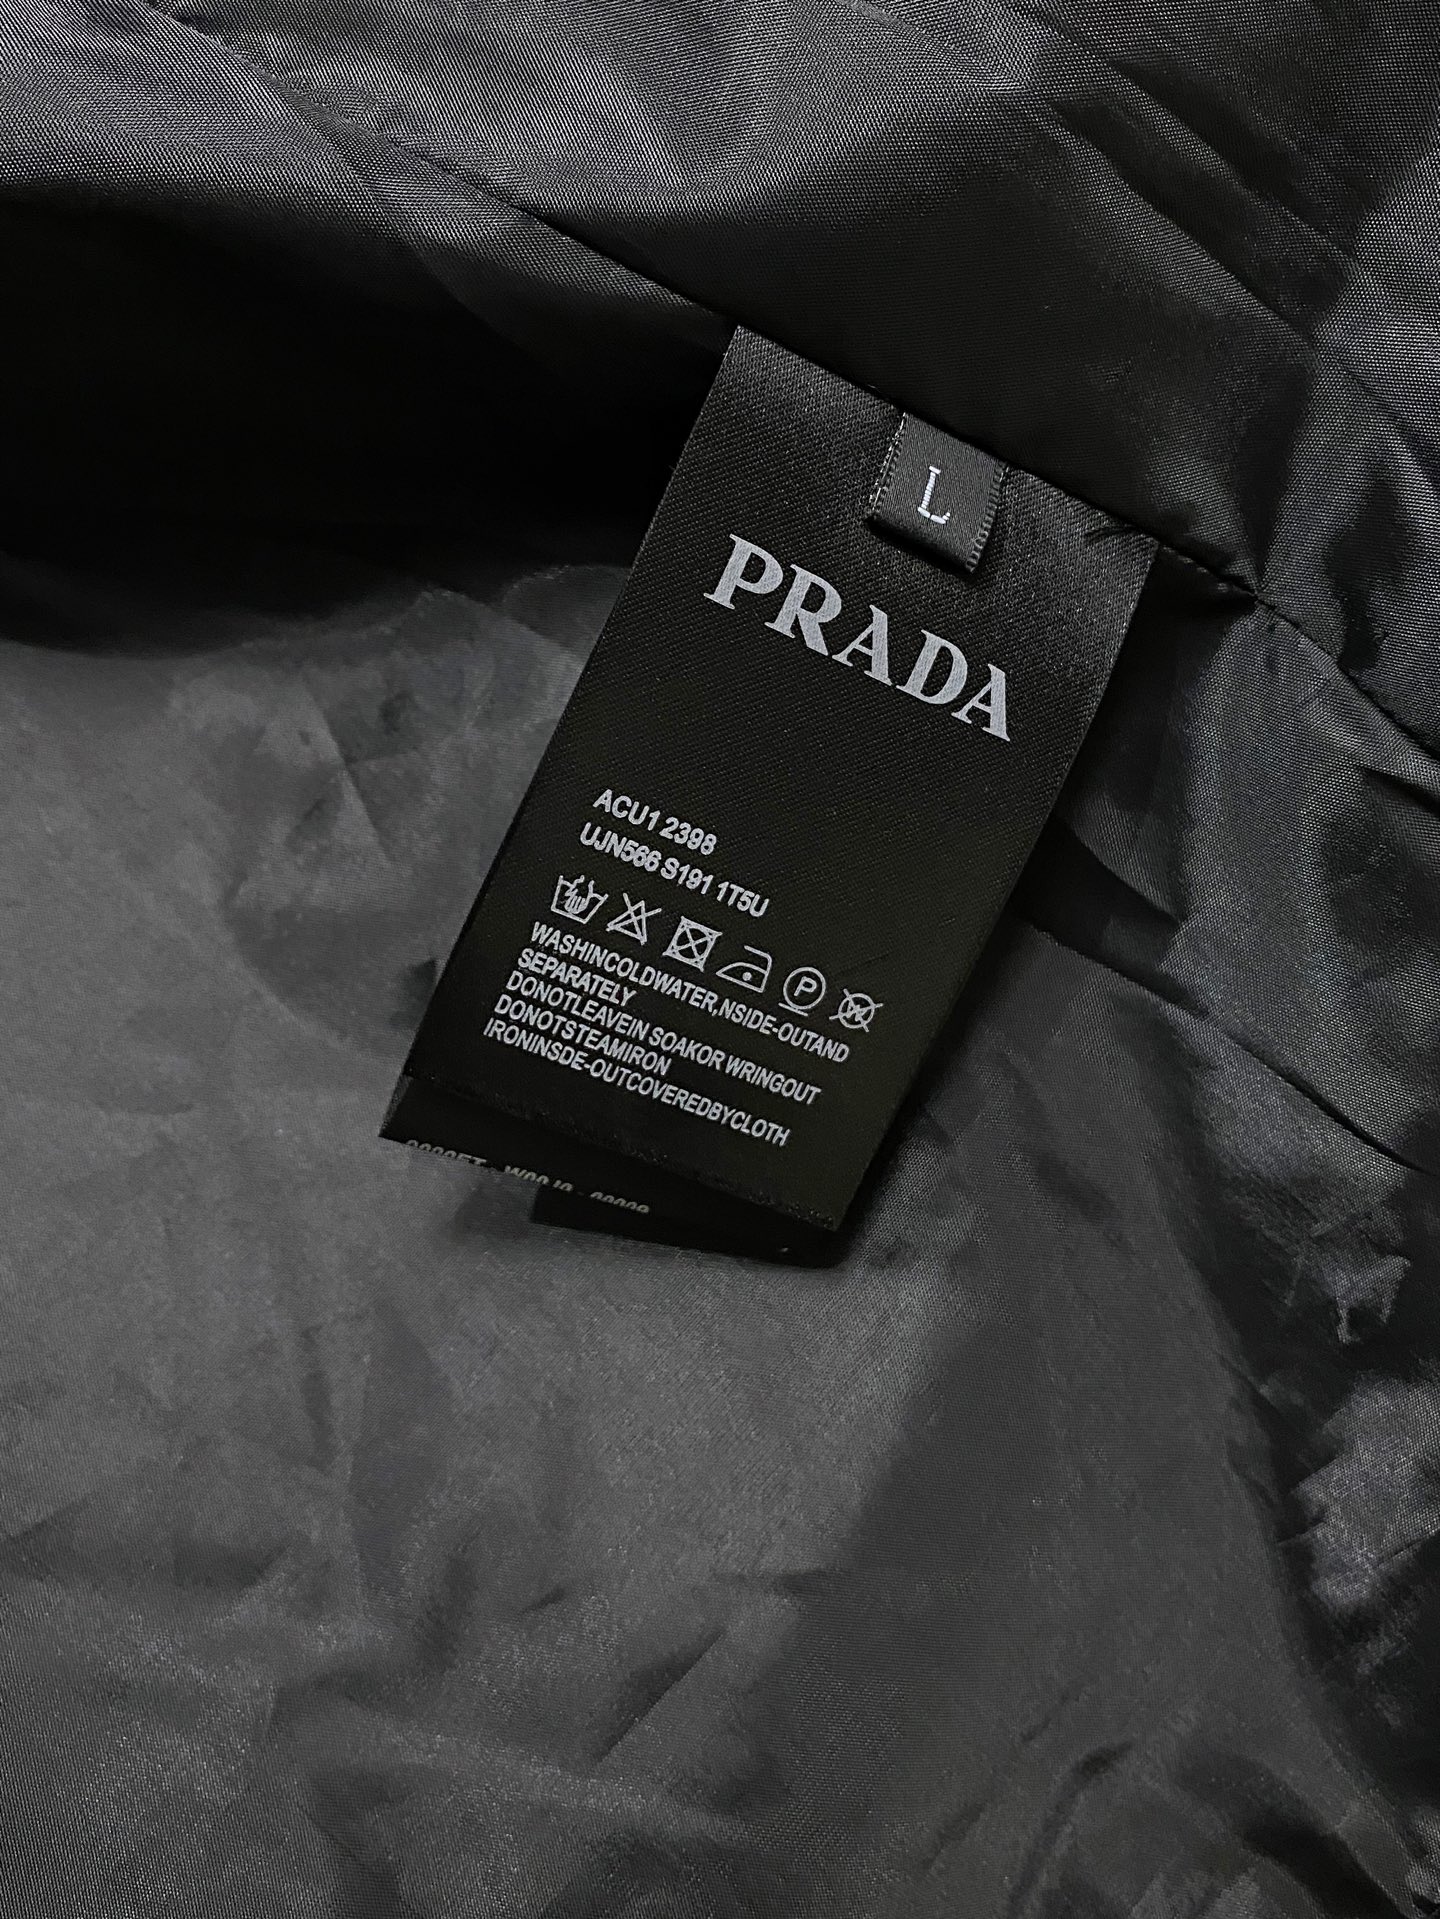 L
PRADA
ACU1 2398
UJN566 S191 1T5U
P
WASHINCOLDWATER,NSIDE-OUTAND
SEPARATELY
DONOTLEAVEIN SOAKOR WRINGOUT
DONOTSTEAMIRON
IRONINSDE-OUTCOVEREDBYCLOTH